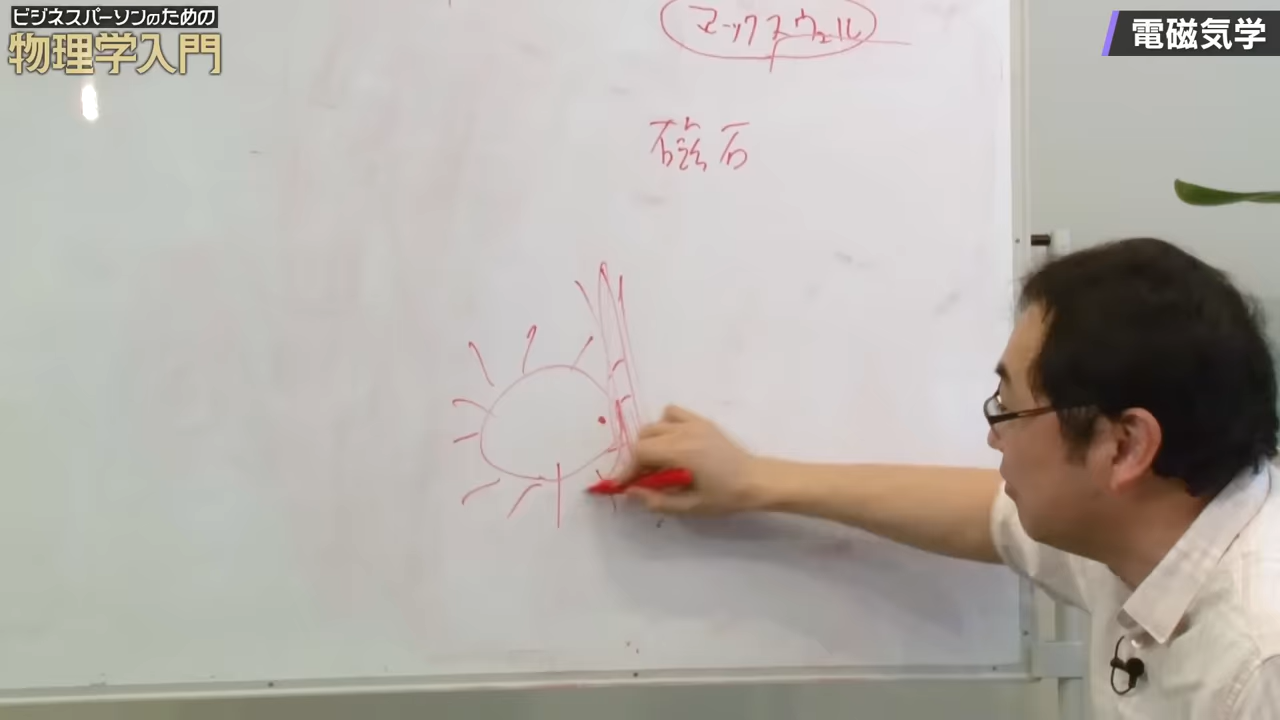 ビジネスパーソンのための
物理学入門
電磁気学
マックスウェル
磁石